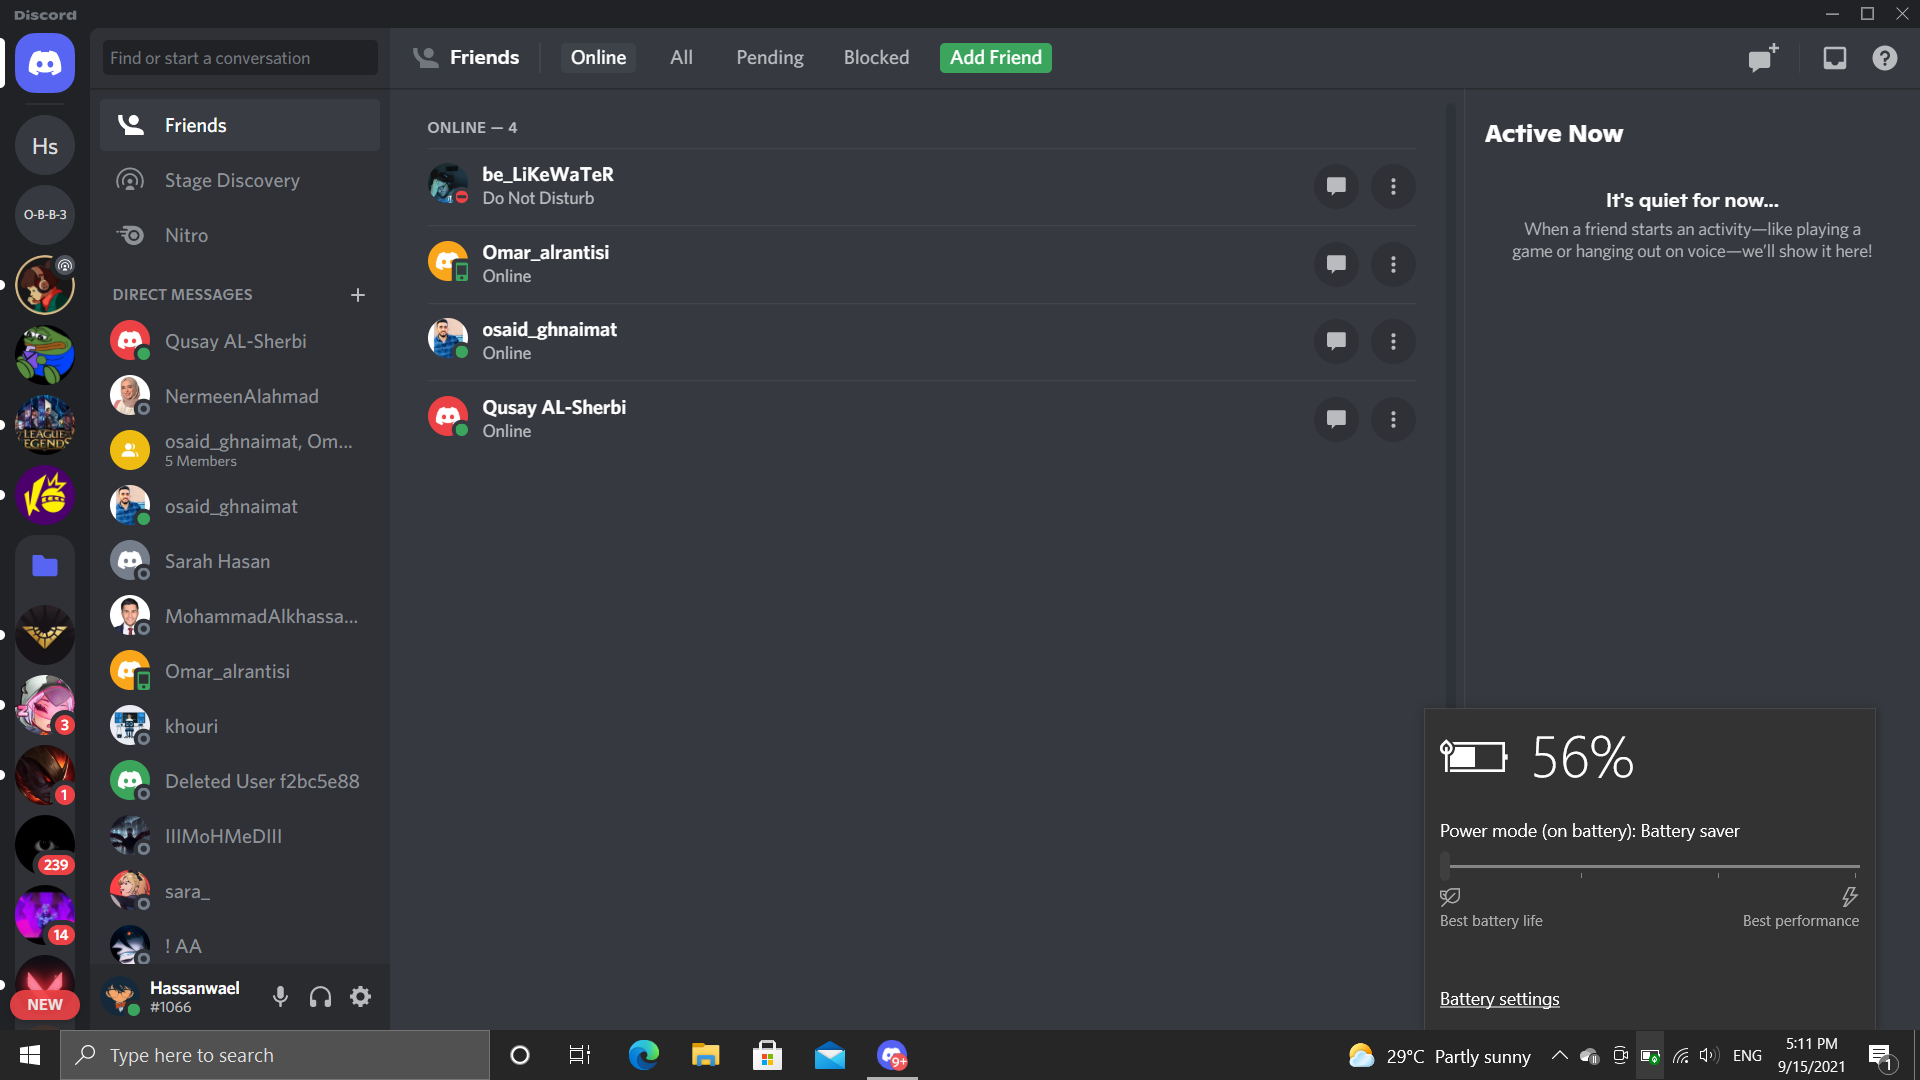 Discord
Find or start a conversation
Friends
Online
All
Pending
Blocked
Add Friend
Hs
O-B-B-3
LEAGUE
EGENDS
3
1
239
14
NEW
Friends
Stage Discovery
Nitro
DIRECT MESSAGES
Qusay AL-Sherbi
NermeenAlahmad
osaid_ghnaimat, Om...
5 Members
osaid_ghnaimat
Sarah Hasan
MohammadAlkhassa...
Omar_alrantisi
khouri
Deleted User f2bc5e88
IIIMoHMeDIII
sara_
! AA
Hassanwael
#1066
ONLINE — 4
be_LiKeWaTeR
Do Not Disturb
Omar_alrantisi
Online
osaid_ghnaimat
Online
Qusay AL-Sherbi
Online
Active Now
It's quiet for now...
When a friend starts an activity—like playing a
game or hanging out on voice—we'll show it here!
56%
Power mode (on battery): Battery saver
Best battery life
Best performance
Battery settings
Type here to search
9+
29°C Partly sunny
ENG
5:11 PM
9/15/2021
1